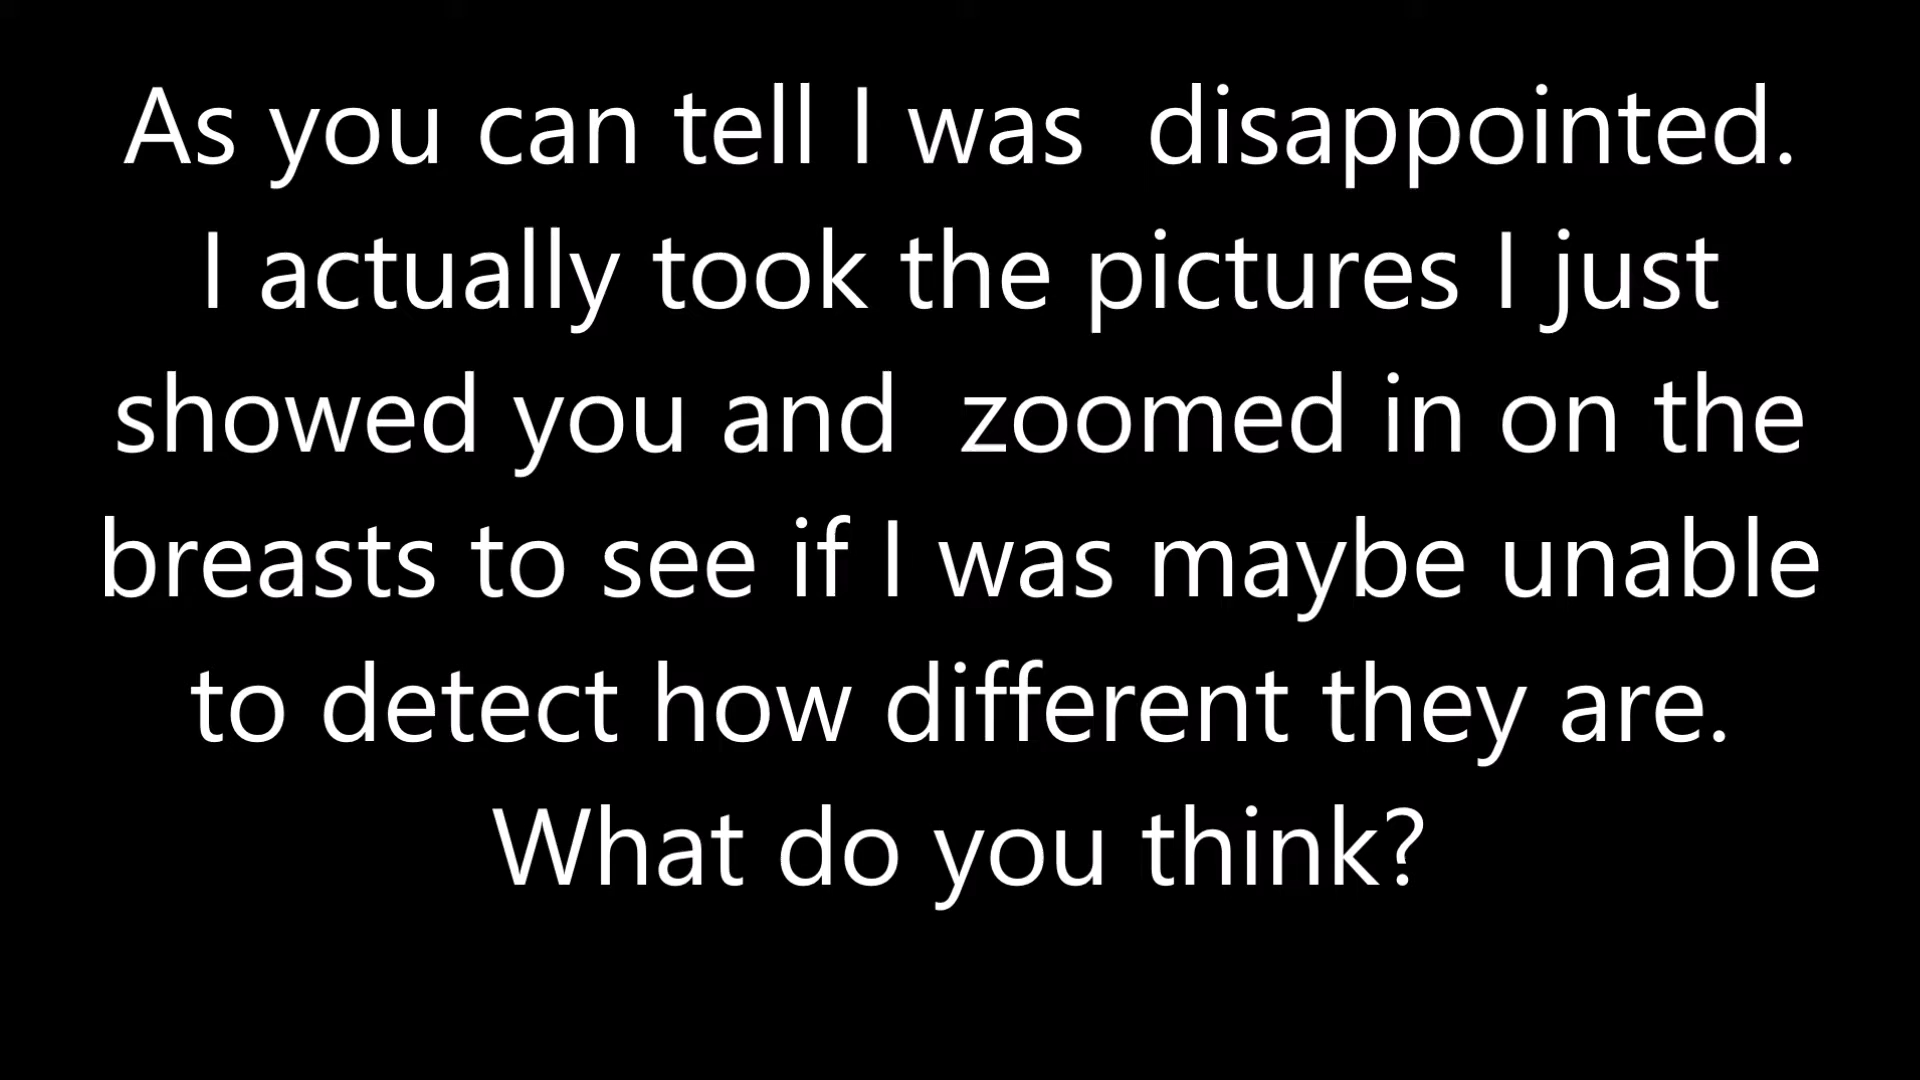 As you can tell I was  disappointed.
I actually took the pictures I just
showed you and  zoomed in on the
breasts to see if I was maybe unable
to detect how different they are.
What do you think?